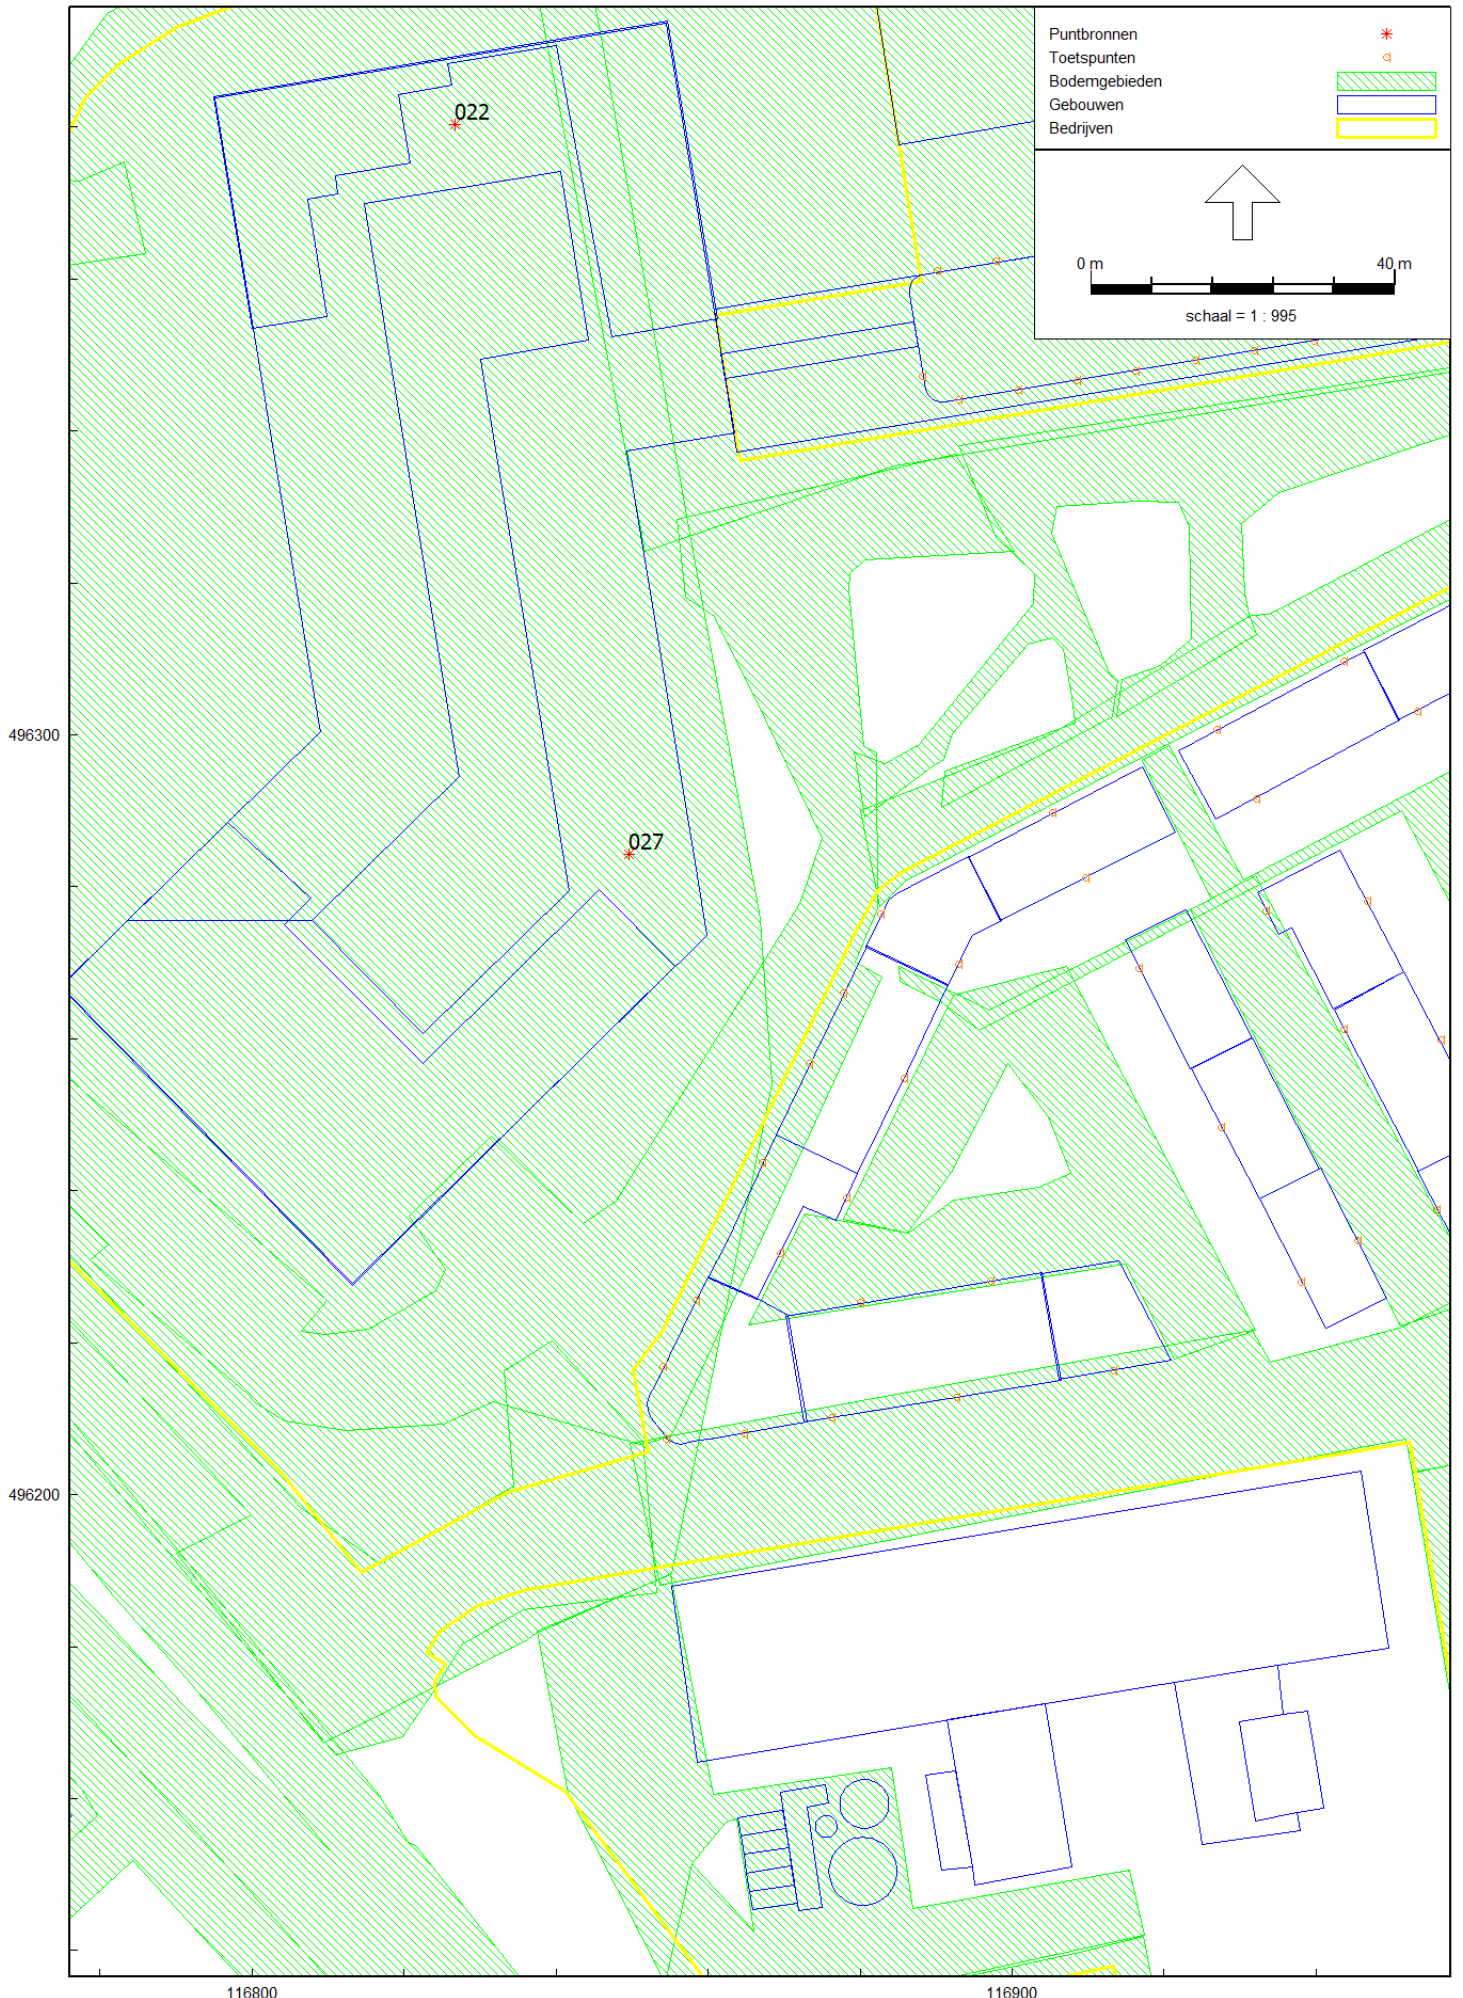 Puntbronnen
Toetspunten
Bodemgebieden
Gebouwen
Bedrijven
0 m 40 m
schaal = 1 : 995
022
027
496300
496200
116800 116900